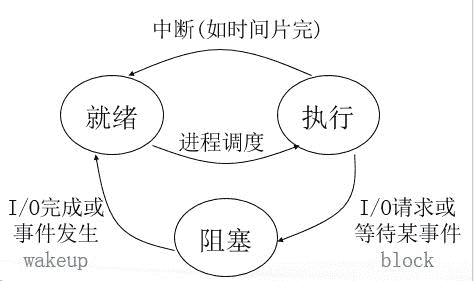 中断(如时间片完)
就绪
执行
进程调度
I/O完成或
事件发生
wakeup
阻塞
I/O请求或
等待某事件
block